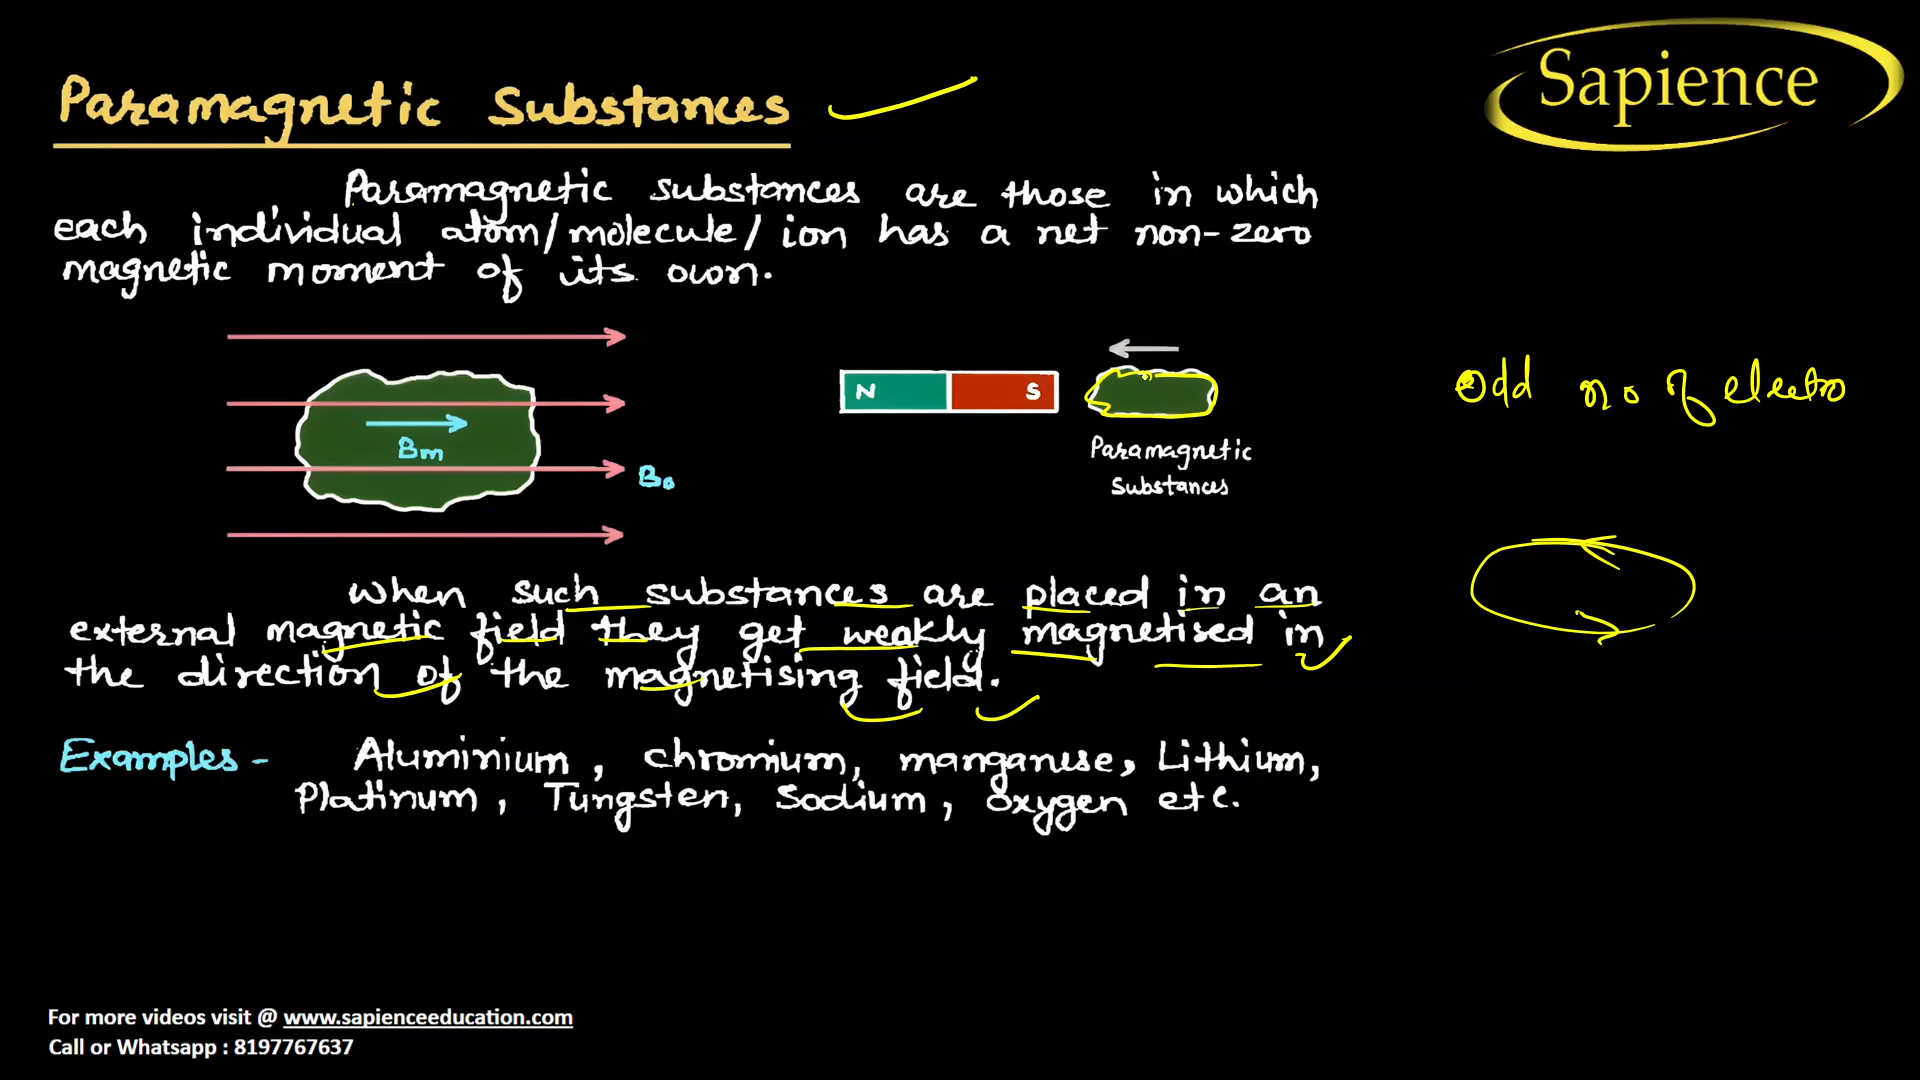 Sapience
Paramagnetic Substances
Paramagnetic substances are those in which
each individual atom/molecule/ion has a net non-zero
magnetic moment of its own.
N S
Odd no of electro
Bm
B₀
Paramagnetic
Substances
When such substances are placed in an
external magnetic field they get weakly magnetised in
the direction of the magnetising field.
Examples - Aluminium, chromium, manganese, Lithium,
Platinum, Tungsten, Sodium, Oxygen etc.
For more videos visit @ www.sapienceeducation.com
Call or Whatsapp : 8197767637